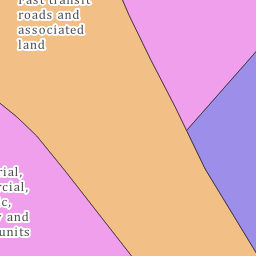 Fast transit
roads and
associated
land
rial,
rcial,
c,
y and
units